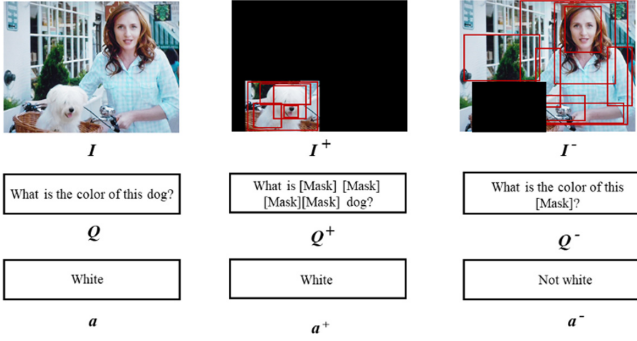 I
I+
I-
What is the color of this dog?
What is [Mask] [Mask]
[Mask][Mask] dog?
What is the color of this
[Mask]?
Q
Q+
Q-
White
White
Not white
a
a+
a-